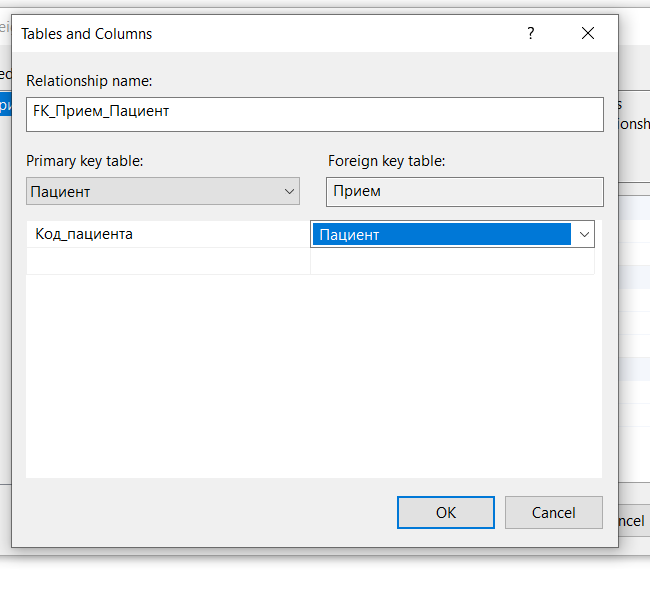 Tables and Columns
?
Relationship name:
FK_Прием_Пациент
Primary key table:
Foreign key table:
Пациент
Прием
Код_пациента
Пациент
OK
Cancel